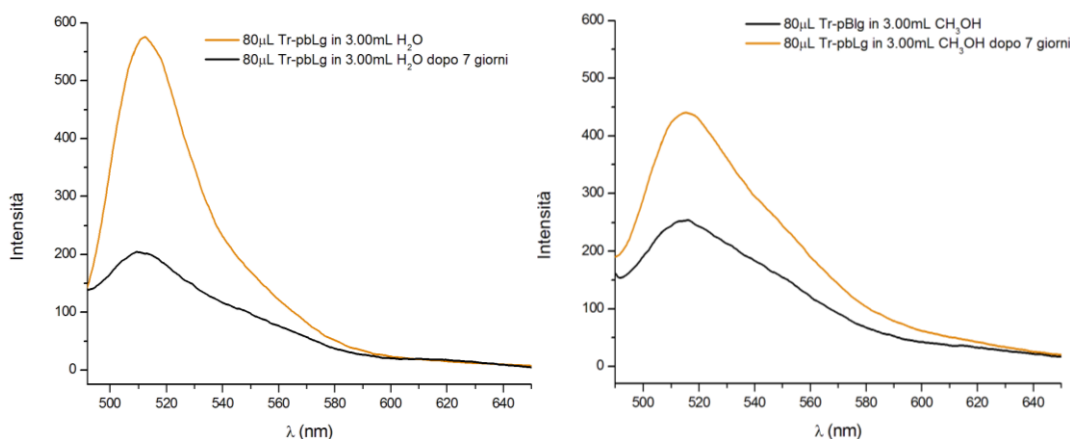 600
500
400
300
200
100
0
Intensità
80μL Tr-pbLg in 3.00mL H₂O
80μL Tr-pbLg in 3.00mL H₂O dopo 7 giorni
500 520 540 560 580 600 620 640
λ (nm)
600
500
400
300
200
100
0
Intensità
80μL Tr-pBlg in 3.00mL CH₃OH
80μL Tr-pbLg in 3.00mL CH₃OH dopo 7 giorni
500 520 540 560 580 600 620 640
λ (nm)